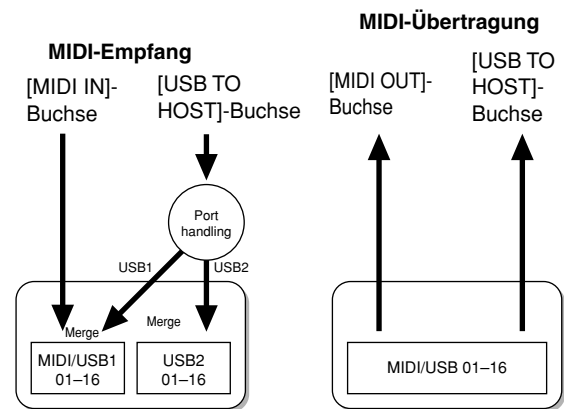 MIDI-Empfang
[MIDI IN]-
Buchse
[USB TO
HOST]-Buchse
Port
handling
USB1
USB2
Merge
Merge
MIDI/USB1
01–16
USB2
01–16
MIDI-Übertragung
[MIDI OUT]-
Buchse
[USB TO
HOST]-
Buchse
MIDI/USB 01–16